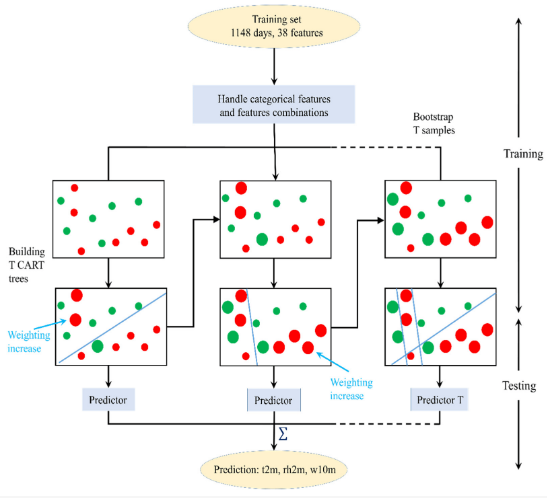 Training set
1148 days, 38 features
Handle categorical features
and features combinations
Bootstrap
T samples
Training
Building
T CART
trees
Weighting
increase
Weighting
increase
Testing
Predictor
Predictor
Predictor T
Σ
Prediction: t2m, rh2m, w10m